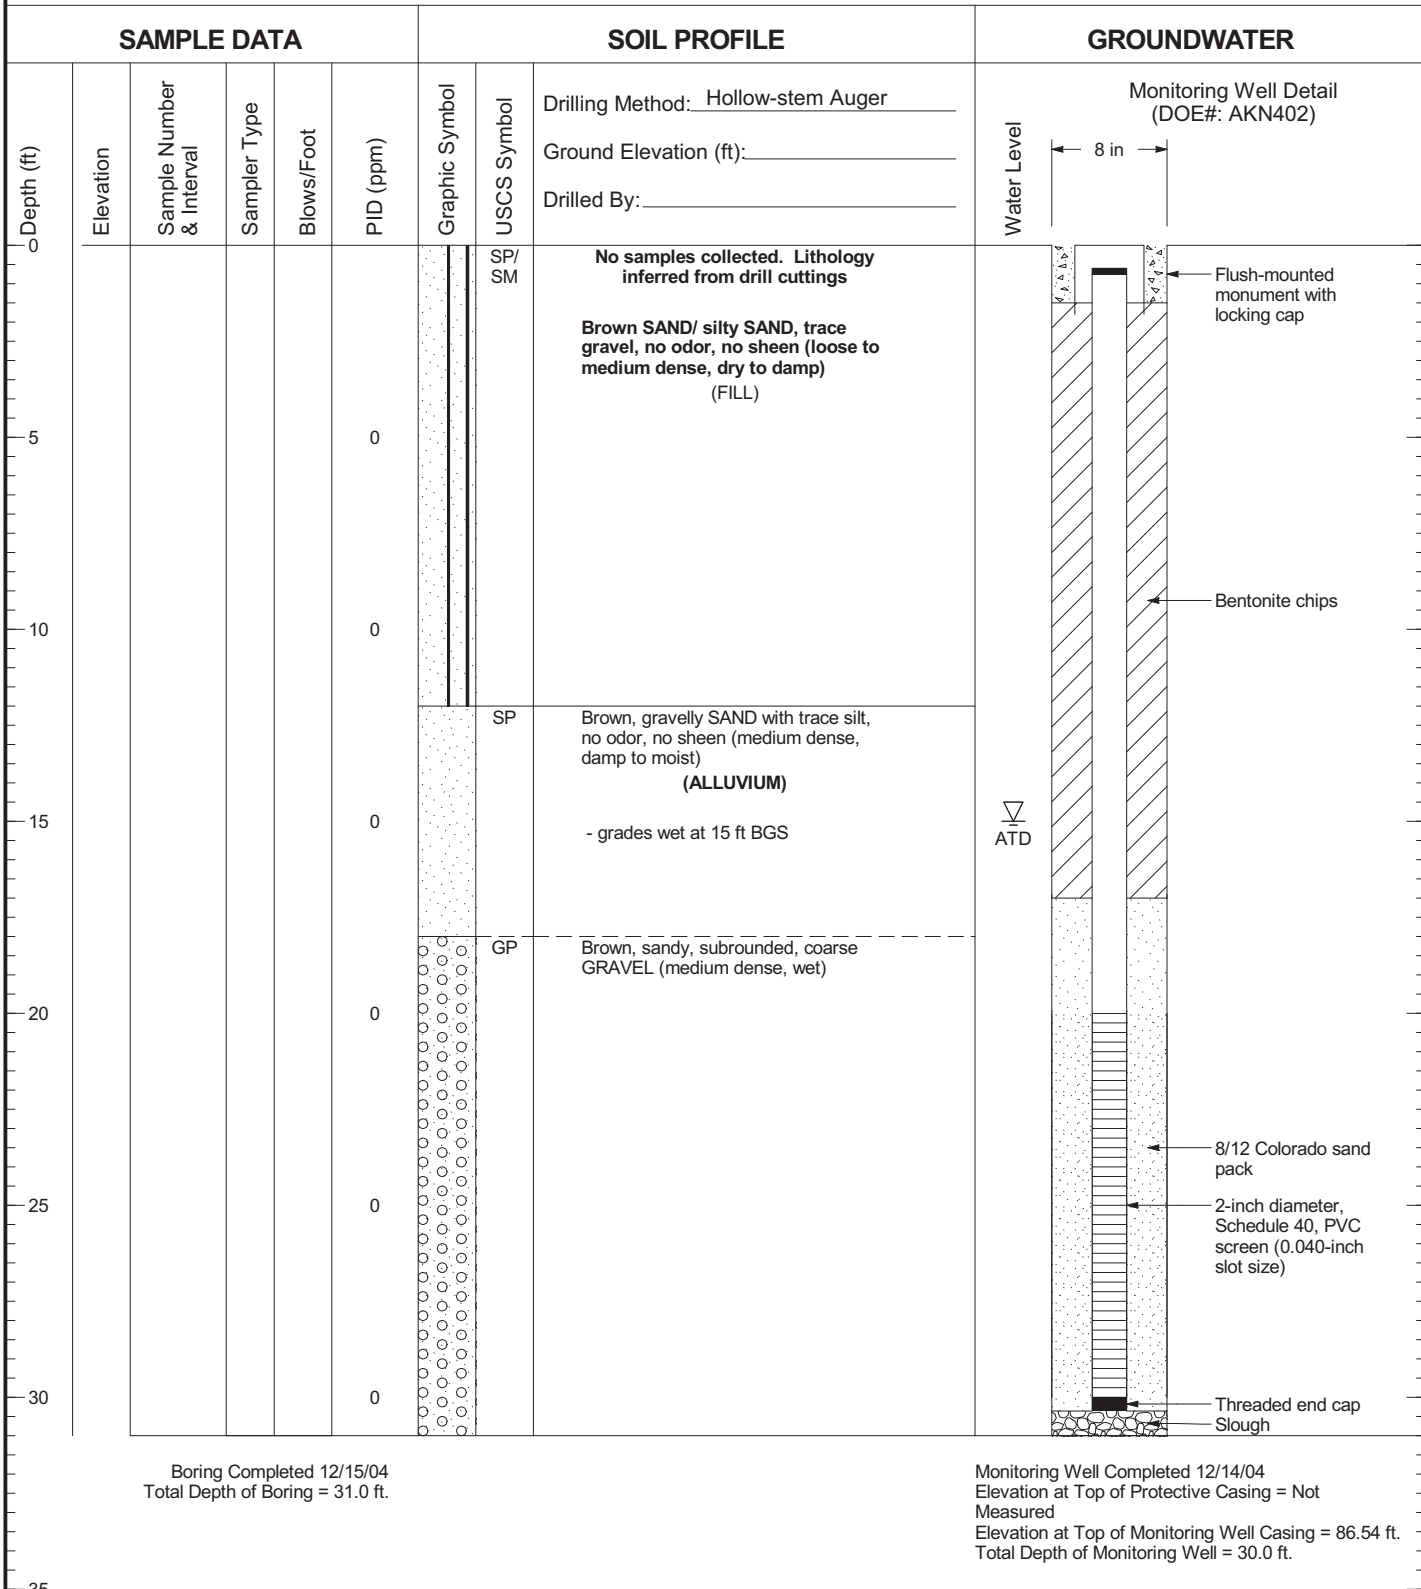 SAMPLE DATA
SOIL PROFILE
GROUNDWATER
Depth (ft)
Elevation
Sample Number
& Interval
Sampler Type
Blows/Foot
PID (ppm)
Graphic Symbol
USCS Symbol
Drilling Method: Hollow-stem Auger
Ground Elevation (ft):
Drilled By:
Water Level
Monitoring Well Detail
(DOE#: AKN402)
8 in
0
SP/
SM
No samples collected. Lithology
inferred from drill cuttings
Flush-mounted
monument with
locking cap
Brown SAND/ silty SAND, trace
gravel, no odor, no sheen (loose to
medium dense, dry to damp)
(FILL)
5
0
Bentonite chips
10
0
SP
Brown, gravelly SAND with trace silt,
no odor, no sheen (medium dense,
damp to moist)
(ALLUVIUM)
15
0
- grades wet at 15 ft BGS
ATD
GP
Brown, sandy, subrounded, coarse
GRAVEL (medium dense, wet)
20
0
8/12 Colorado sand
pack
25
0
2-inch diameter,
Schedule 40, PVC
screen (0.040-inch
slot size)
30
0
Threaded end cap
Slough
Boring Completed 12/15/04
Total Depth of Boring = 31.0 ft.
Monitoring Well Completed 12/14/04
Elevation at Top of Protective Casing = Not
Measured
Elevation at Top of Monitoring Well Casing = 86.54 ft.
Total Depth of Monitoring Well = 30.0 ft.
35